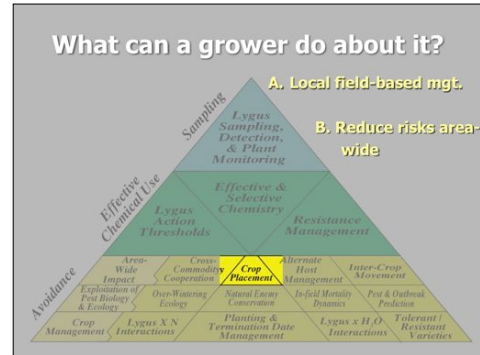 What can a grower do about it?
A. Local field-based mgt.
B. Reduce risks area-
wide
Sampling
Lygus
Sampling,
Detection,
& Plant
Monitoring
Effective
Chemical Use
Effective &
Selective
Chemistry
Lygus
Action
Thresholds
Resistance
Management
Avoidance
Area-
Wide
Impact
Cross-
Commodity
Cooperation
Crop
Placement
Alternate
Host
Management
Inter-Crop
Movement
Exploitation of
Pest Biology &
Ecology
Over-Wintering
Ecology
Natural Enemy
Conservation
In-field Mortality
Dynamics
Pest & Outbreak
Prediction
Crop
Management
Lygus X N
Interactions
Planting &
Termination Date
Management
Lygus x H2O
Interactions
Tolerant /
Resistant
Varieties